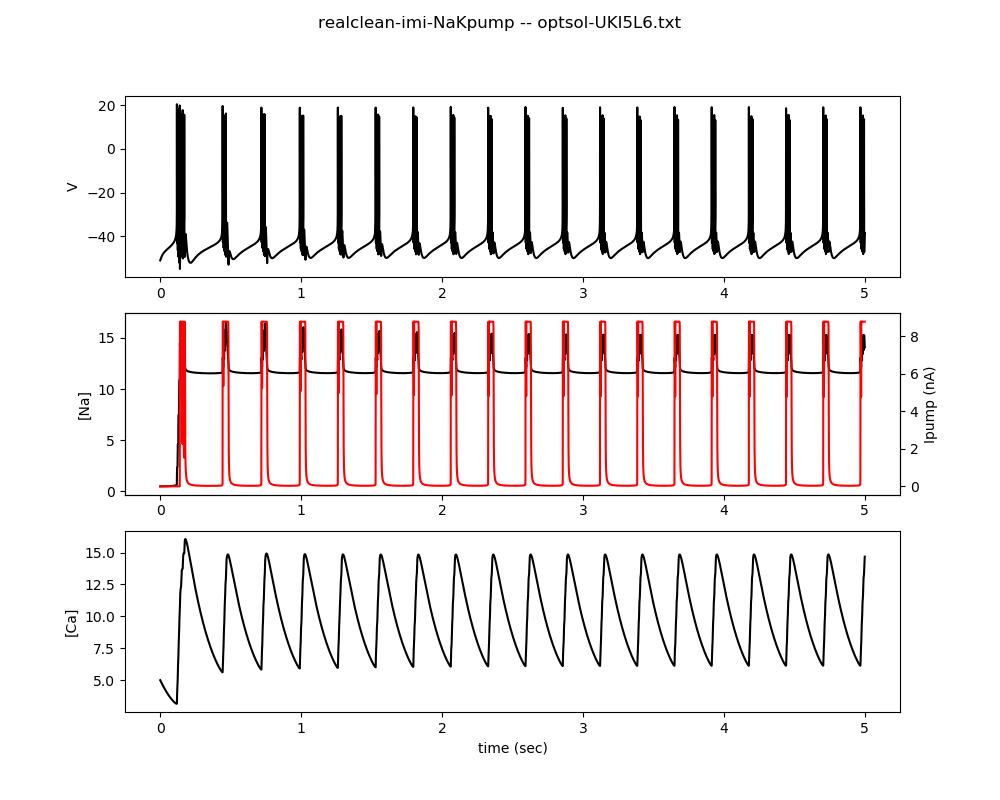 realclean-imi-NaKpump -- optsol-UKI5L6.txt
20
0
−20
−40
V
0 1 2 3 4 5
15
10
5
0
[Na]
8
6
4
2
0
Ipump (nA)
0 1 2 3 4 5
15.0
12.5
10.0
7.5
5.0
[Ca]
0 1 2 3 4 5
time (sec)